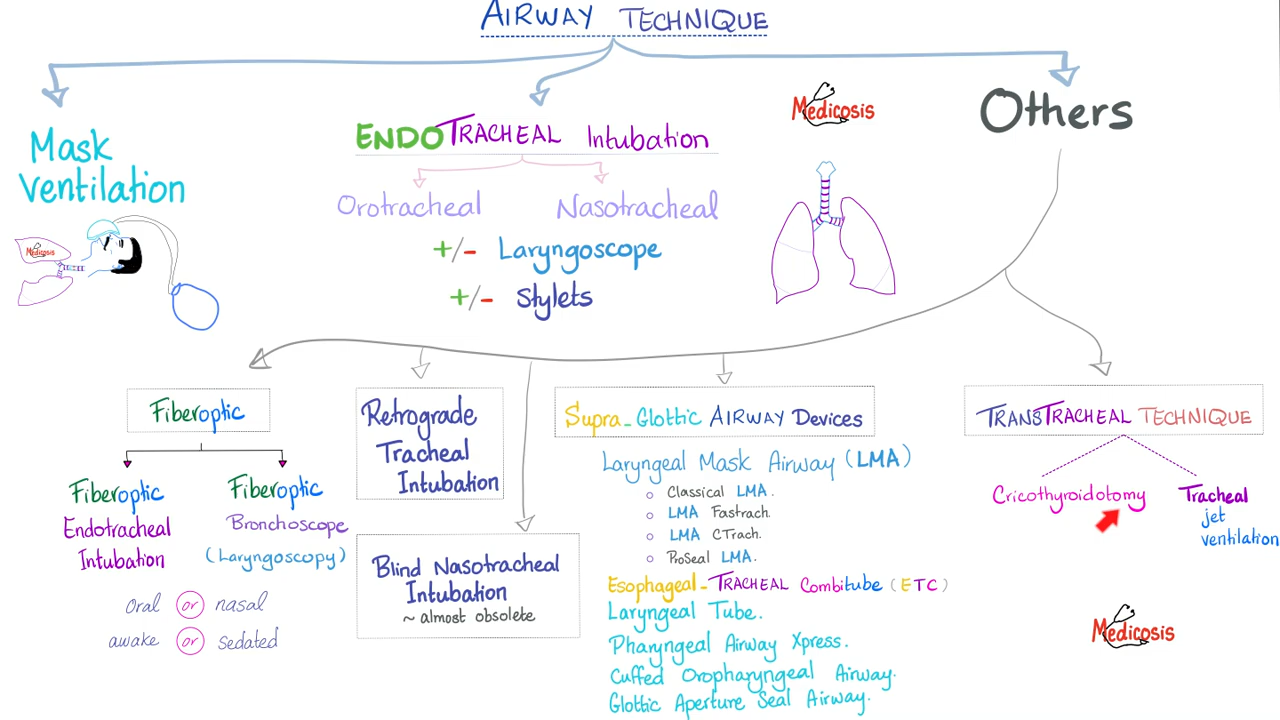 AIRWAY TECHNIQUE
Mask
Ventilation
Medicosis
ENDOTRACHEAL Intubation
Orotracheal Nasotracheal
+/- Laryngoscope
+/- Stylets
Medicosis
Others
Fiberoptic
Fiberoptic
Endotracheal
Intubation
Fiberoptic
Bronchoscope
(Laryngoscopy)
Oral or nasal
awake or sedated
Retrograde
Tracheal
Intubation
Blind Nasotracheal
Intubation
~ almost obsolete
Supra-Glottic AIRWAY Devices
Laryngeal Mask Airway (LMA)
Classical LMA.
LMA Fastrach.
LMA CTrach.
ProSeal LMA.
Esophageal-TRACHEAL Combitube (ETC)
Laryngeal Tube.
Pharyngeal Airway Xpress.
Cuffed Oropharyngeal Airway.
Glottic Aperture Seal Airway.
TRANSTRACHEAL TECHNIQUE
Cricothyroidotomy
Tracheal
jet
ventilation
Medicosis